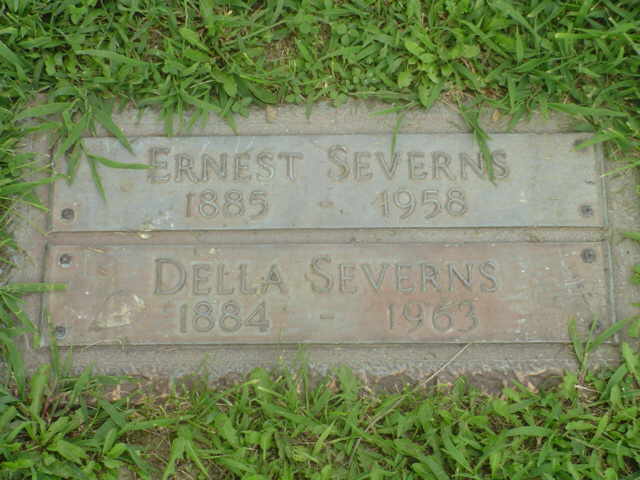 Ernest Severns
1885 - 1958
Della Severns
1884 - 1963